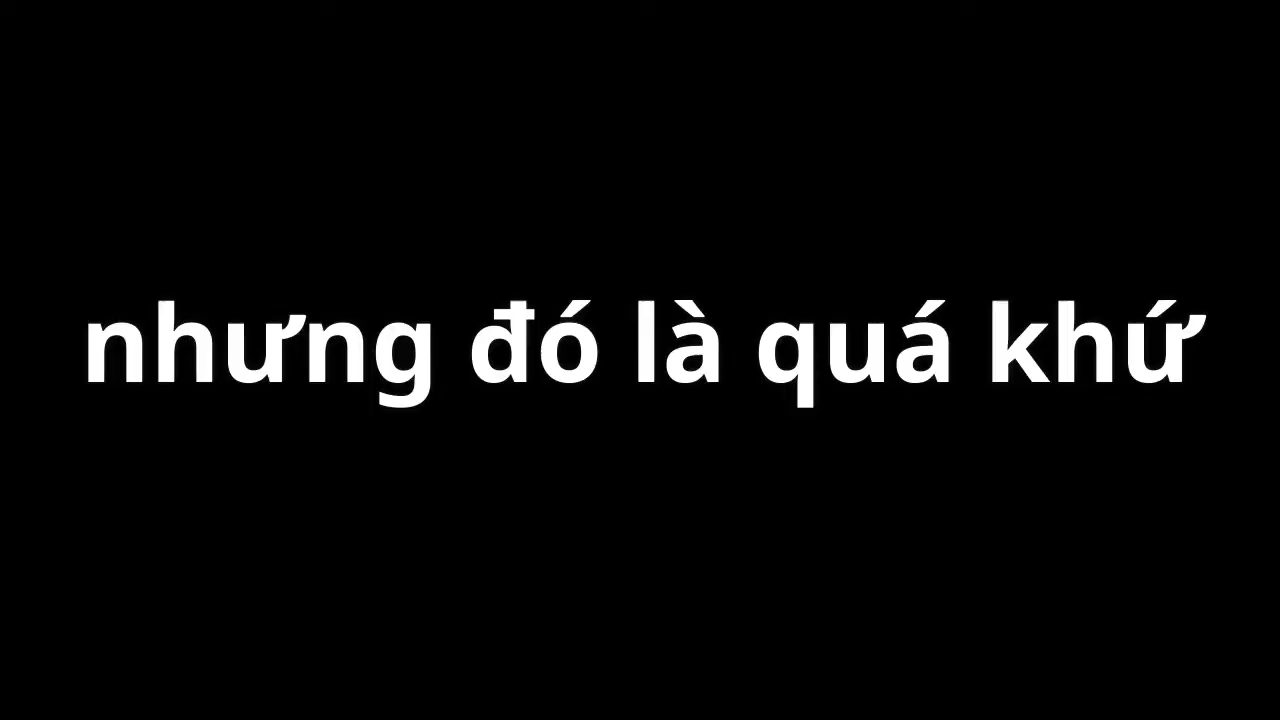 nhưng đó là quá khứ